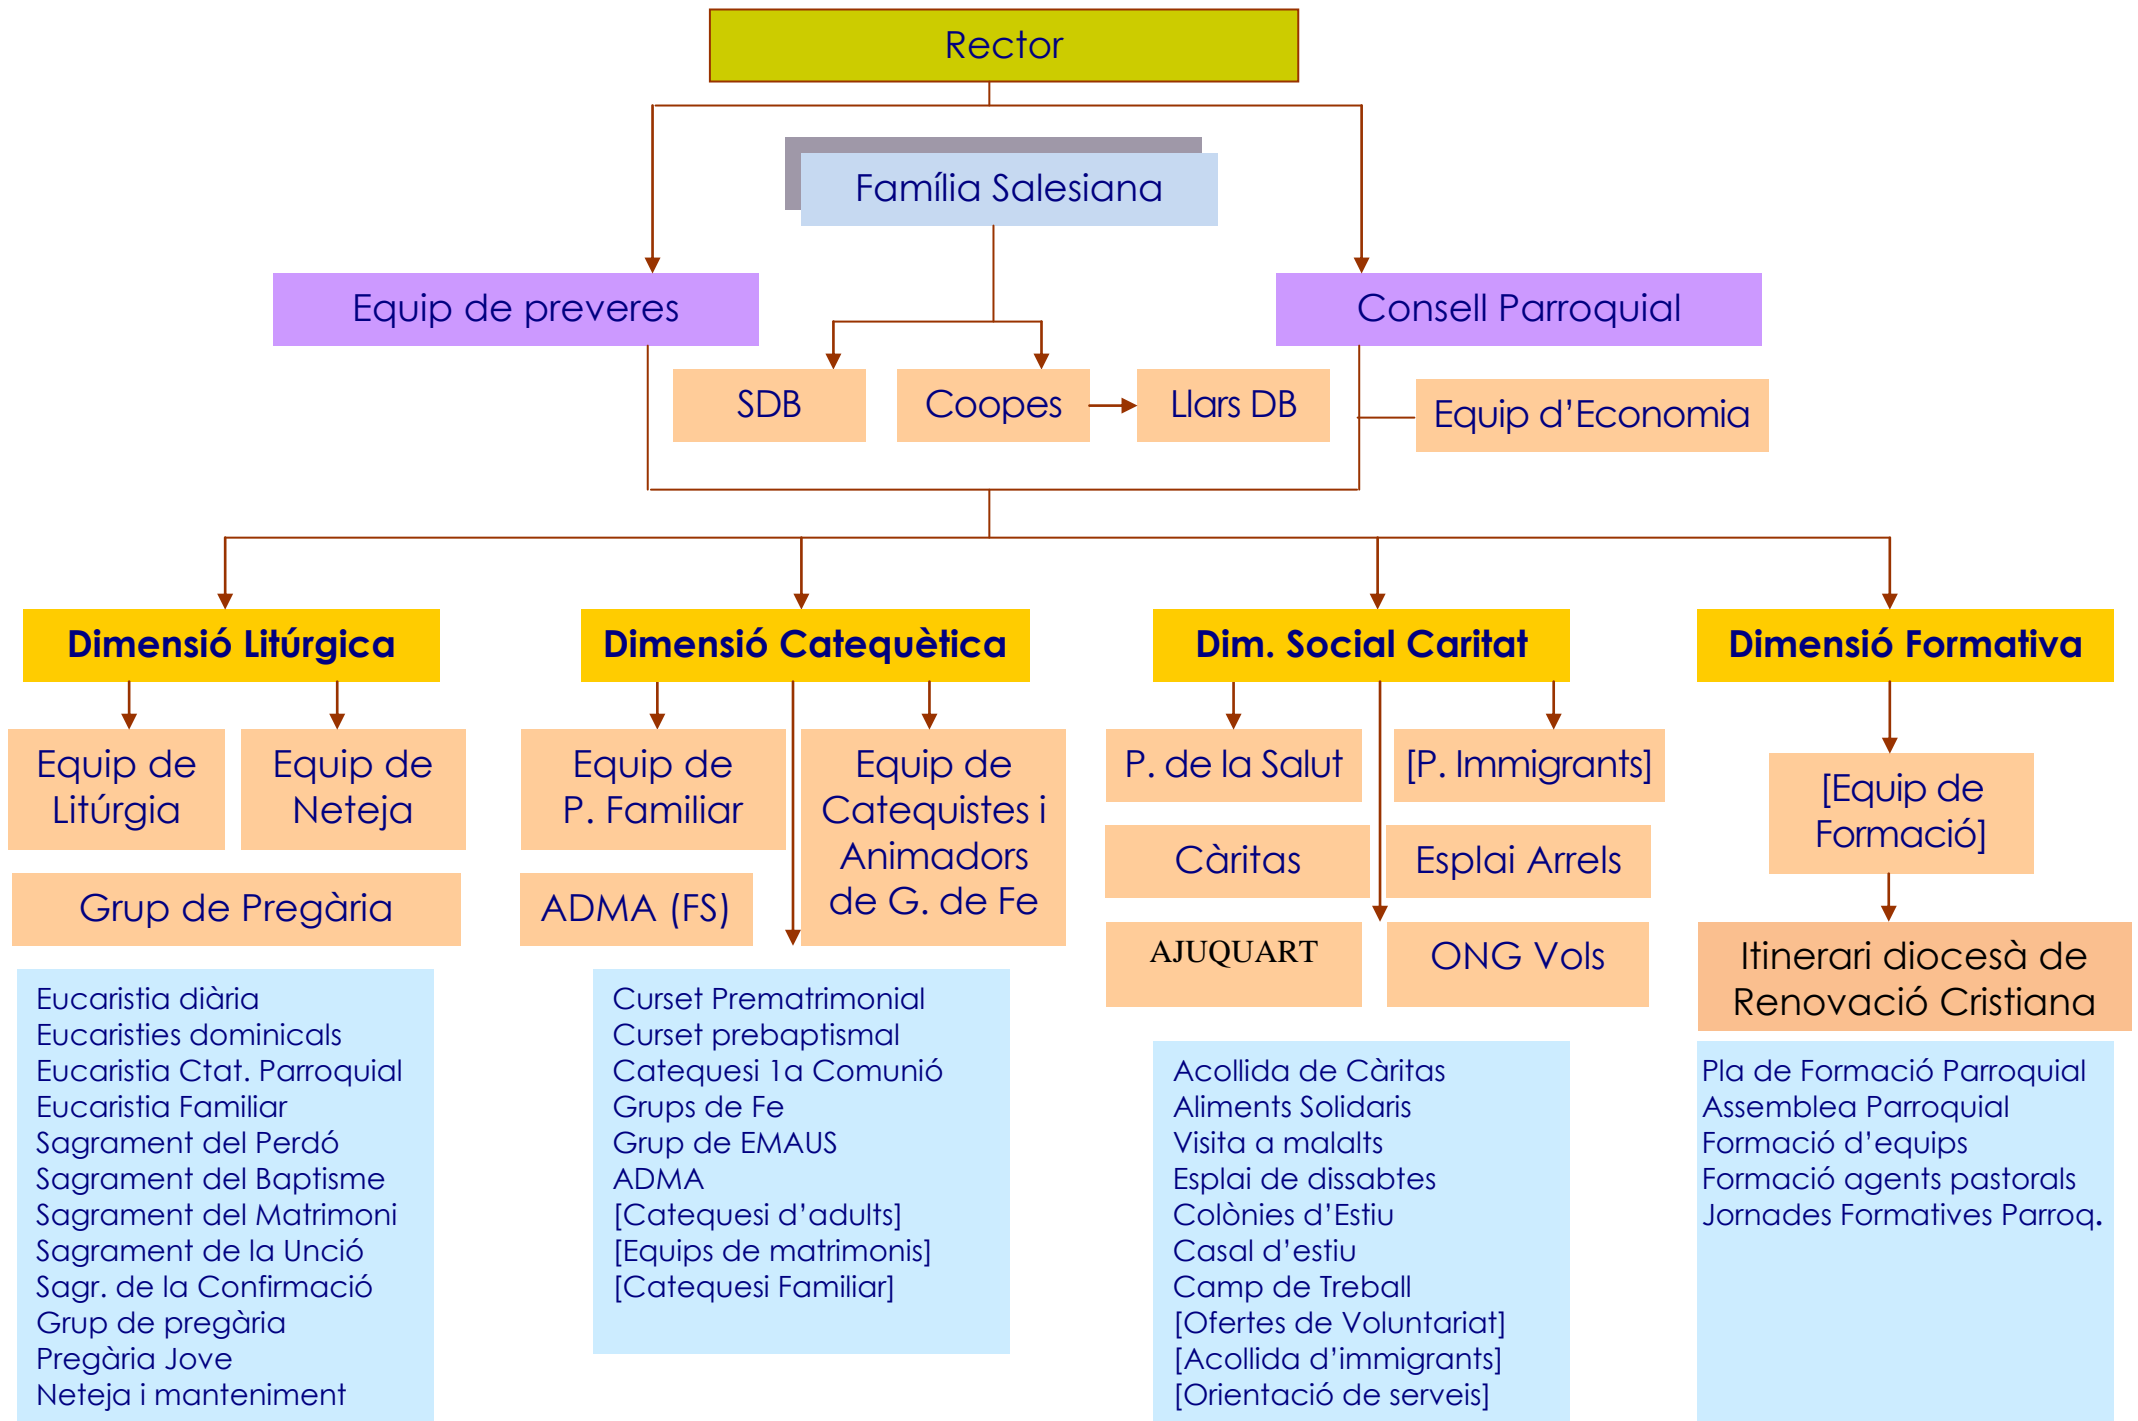 Rector
Família Salesiana
Equip de preveres
Consell Parroquial
SDB
Coopes
Llars DB
Equip d’Economia
Dimensió Litúrgica
Dimensió Catequètica
Dim. Social Caritat
Dimensió Formativa
Equip de
Litúrgia
Equip de
Neteja
Grup de Pregària
Equip de
P. Familiar
ADMA (FS)
Equip de
Catequistes i
Animadors
de G. de Fe
P. de la Salut
[P. Immigrants]
Càritas
Esplai Arrels
AJUQUART
ONG Vols
[Equip de
Formació]
Itinerari diocesà de
Renovació Cristiana
Eucaristia diària
Eucaristies dominicals
Eucaristia Ctat. Parroquial
Eucaristia Familiar
Sagrament del Perdó
Sagrament del Baptisme
Sagrament del Matrimoni
Sagrament de la Unció
Sagr. de la Confirmació
Grup de pregària
Pregària Jove
Neteja i manteniment
Curset Prematrimonial
Curset prebaptismal
Catequesi 1a Comunió
Grups de Fe
Grup de EMAUS
ADMA
[Catequesi d’adults]
[Equips de matrimonis]
[Catequesi Familiar]
Acollida de Càritas
Aliments Solidaris
Visita a malalts
Esplai de dissabtes
Colònies d’Estiu
Casal d’estiu
Camp de Treball
[Ofertes de Voluntariat]
[Acollida d’immigrants]
[Orientació de serveis]
Pla de Formació Parroquial
Assemblea Parroquial
Formació d’equips
Formació agents pastorals
Jornades Formatives Parroq.